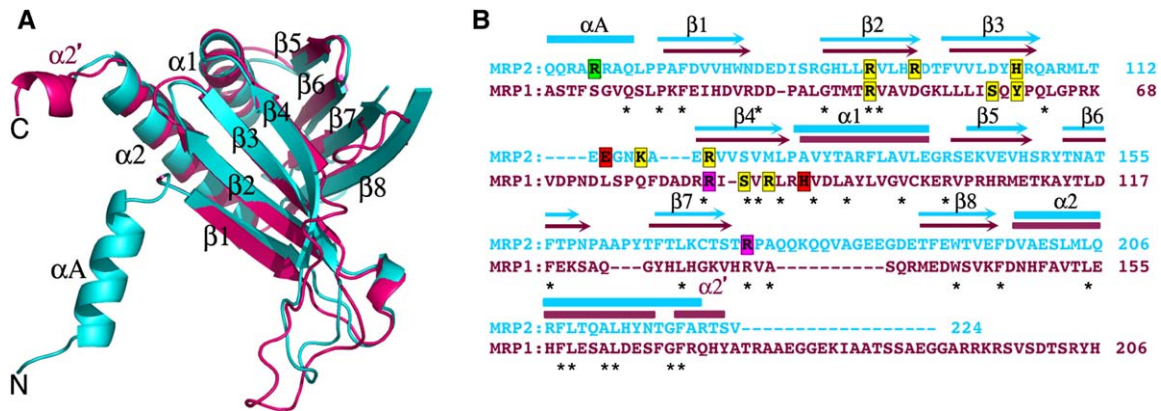 A
α2'
C
α1
β5
β6
β4
β7
β3
α2
β2
β8
β1
αA
N
B
αA β1 β2 β3
MRP2:QQRARRAQLPPAFDVVHWNDEDISRGHLLRVLHRDTFVVLDYHRQARMLT 112
MRP1:ASTFSGVQSLPKFEIHDVRDD-PALGTMTRVAVDGKLLLISQYPQLGPRK 68
* * * * * ** *
β4' α1 β5 β6
MRP2:----EEGNKA---ERVVSVMLPAVYTARFLAVLEGRSEKVEVHSRYTNAT 155
MRP1:VDPNDLSPQFDADRRI-SVRLRHVDLAYLVGVCKERVPRHRMETKAYTLD 117
* ** * * * * *
β7 β8 α2
MRP2:FTPNPAAPYTFTLKCTSTRPAQQKQQVAGEEGDETFEWTVEFDVAESLMLQ 206
MRP1:FEKSAQ---GYHLHGKVHRVA-----------SQRMEDWSVKFDNHFAVTLE 155
* * * * * * *
α2'
MRP2:RFLTQALHYNTGFARTSV------------------ 224
MRP1:HFLESALDESFGFRQHYATRAAEGGEKIAATSSAEGGARRKRSVSDTSRYH 206
** ** **